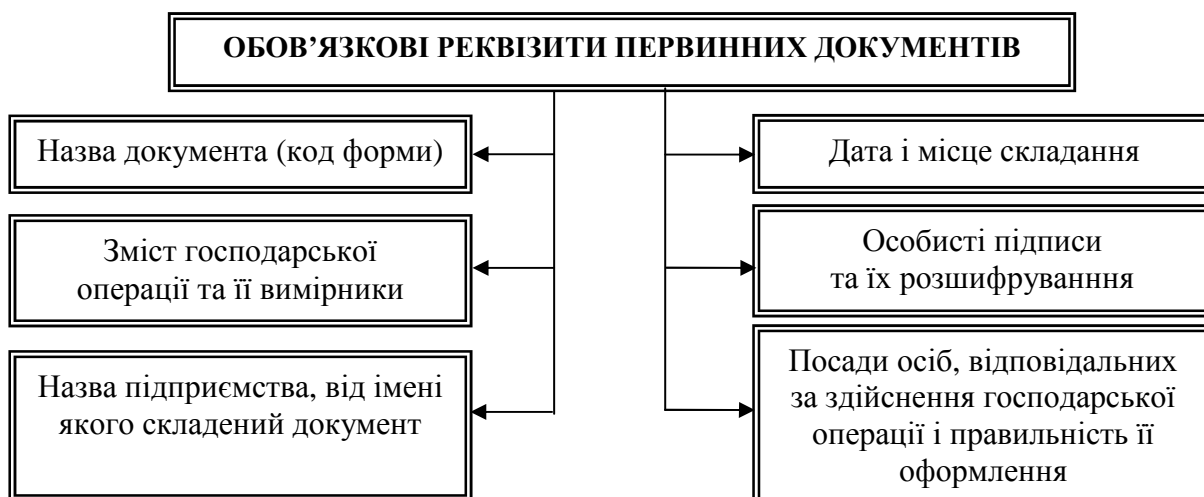 ОБОВ’ЯЗКОВІ РЕКВІЗИТИ ПЕРВИННИХ ДОКУМЕНТІВ
Назва документа (код форми)
Дата і місце складання
Зміст господарської
операції та її вимірники
Особисті підписи
та їх розшифруванння
Назва підприємства, від імені
якого складений документ
Посади осіб, відповідальних
за здійснення господарської
операції і правильність її
оформлення